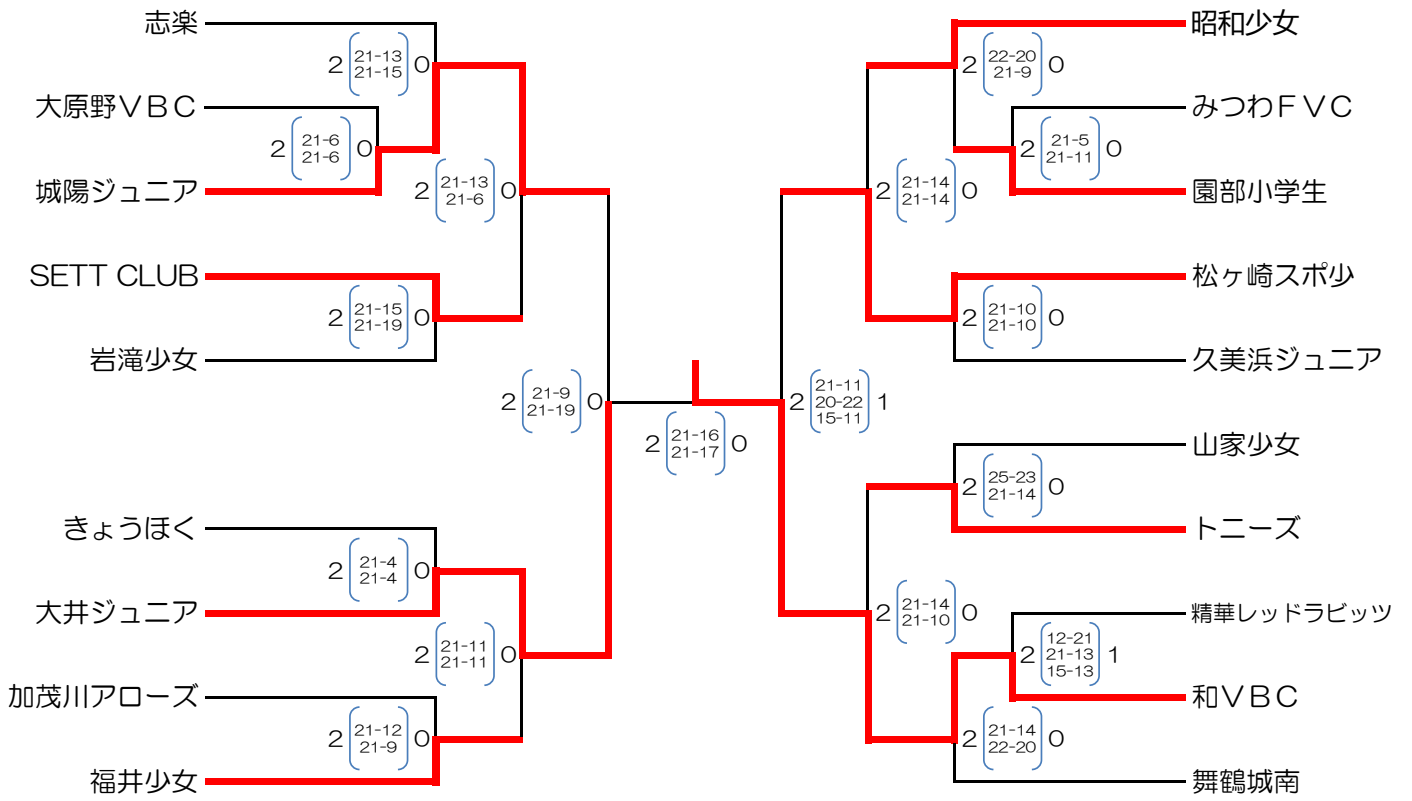 志楽
2 21-13 0
21-15
大原野ＶＢＣ
2 21-6 0
21-6
城陽ジュニア
2 21-13 0
21-6
SETT CLUB
2 21-15 0
21-19
岩滝少女
2 21-9 0
21-19
きょうほく
2 21-4 0
21-4
大井ジュニア
2 21-11 0
21-11
加茂川アローズ
2 21-12 0
21-9
福井少女
2 21-16 0
21-17
昭和少女
2 22-20 0
21-9
みつわＦＶＣ
2 21-5 0
21-11
園部小学生
2 21-14 0
21-14
松ヶ崎スポ少
2 21-10 0
21-10
久美浜ジュニア
2 21-11 1
20-22
15-11
山家少女
2 25-23 0
21-14
トニーズ
2 21-14 0
21-10
精華レッドラビッツ
2 12-21 1
21-13
15-13
和ＶＢＣ
2 21-14 0
22-20
舞鶴城南